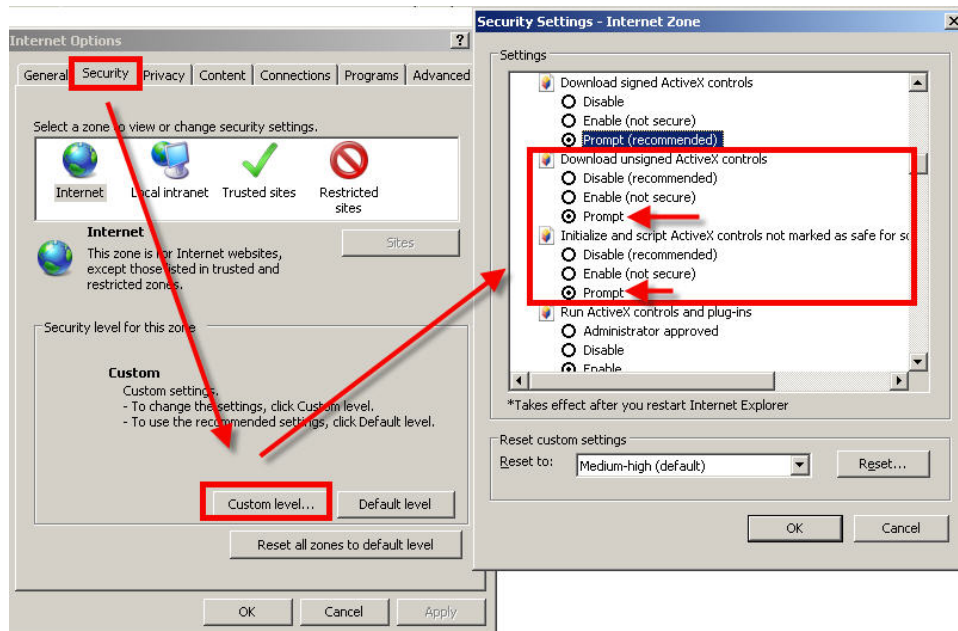 Internet Options
?
General Security Privacy Content Connections Programs Advanced
Select a zone to view or change security settings.
Internet Local intranet Trusted sites Restricted
sites
Internet
This zone is for Internet websites,
except those listed in trusted and
restricted zones.
Sites
Security level for this zone
Custom
Custom settings.
- To change the settings, click Custom level.
- To use the recommended settings, click Default level.
Custom level... Default level
Reset all zones to default level
OK Cancel Apply
Security Settings - Internet Zone
Settings
Download signed ActiveX controls
Disable
Enable (not secure)
Prompt (recommended)
Download unsigned ActiveX controls
Disable (recommended)
Enable (not secure)
Prompt
Initialize and script ActiveX controls not marked as safe for
Disable (recommended)
Enable (not secure)
Prompt
Run ActiveX controls and plug-ins
Administrator approved
Disable
Enable
*Takes effect after you restart Internet Explorer
Reset custom settings
Reset to: Medium-high (default) Reset...
OK Cancel